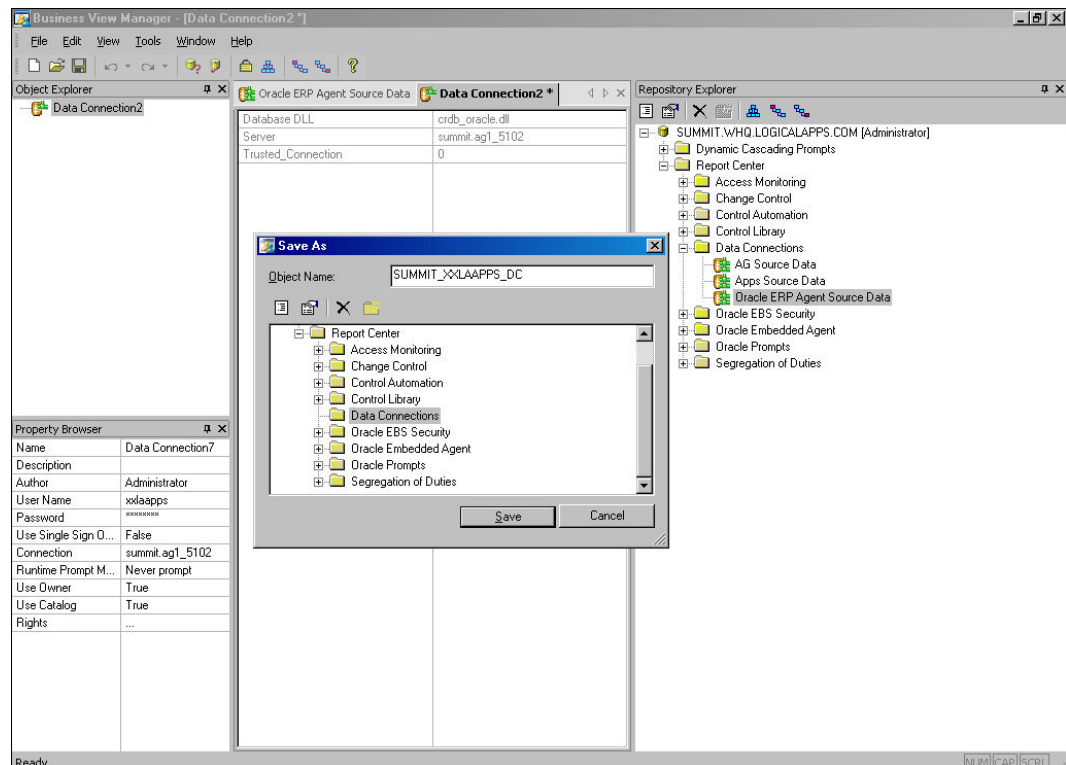 Business View Manager - [Data Connection2 *]
File Edit View Tools Window Help
Object Explorer
Data Connection2
Oracle ERP Agent Source Data Data Connection2 *
Database DLL crdb_oracle.dll
Server summit.ag1_5102
Trusted_Connection 0
Repository Explorer
SUMMIT.WHQ.LOGICALAPPS.COM [Administrator]
Dynamic Cascading Prompts
Report Center
Access Monitoring
Change Control
Control Automation
Control Library
Data Connections
AG Source Data
Apps Source Data
Oracle ERP Agent Source Data
Oracle EBS Security
Oracle Embedded Agent
Oracle Prompts
Segregation of Duties
Save As
Object Name: SUMMIT_XXLAAPPS_DC
Report Center
Access Monitoring
Change Control
Control Automation
Control Library
Data Connections
Oracle EBS Security
Oracle Embedded Agent
Oracle Prompts
Segregation of Duties
Save Cancel
Property Browser
Name Data Connection7
Description
Author Administrator
User Name xxlaapps
Password ********
Use Single Sign O... False
Connection summit.ag1_5102
Runtime Prompt M... Never prompt
Use Owner True
Use Catalog True
Rights ...
Ready
NUM CAP SCRL